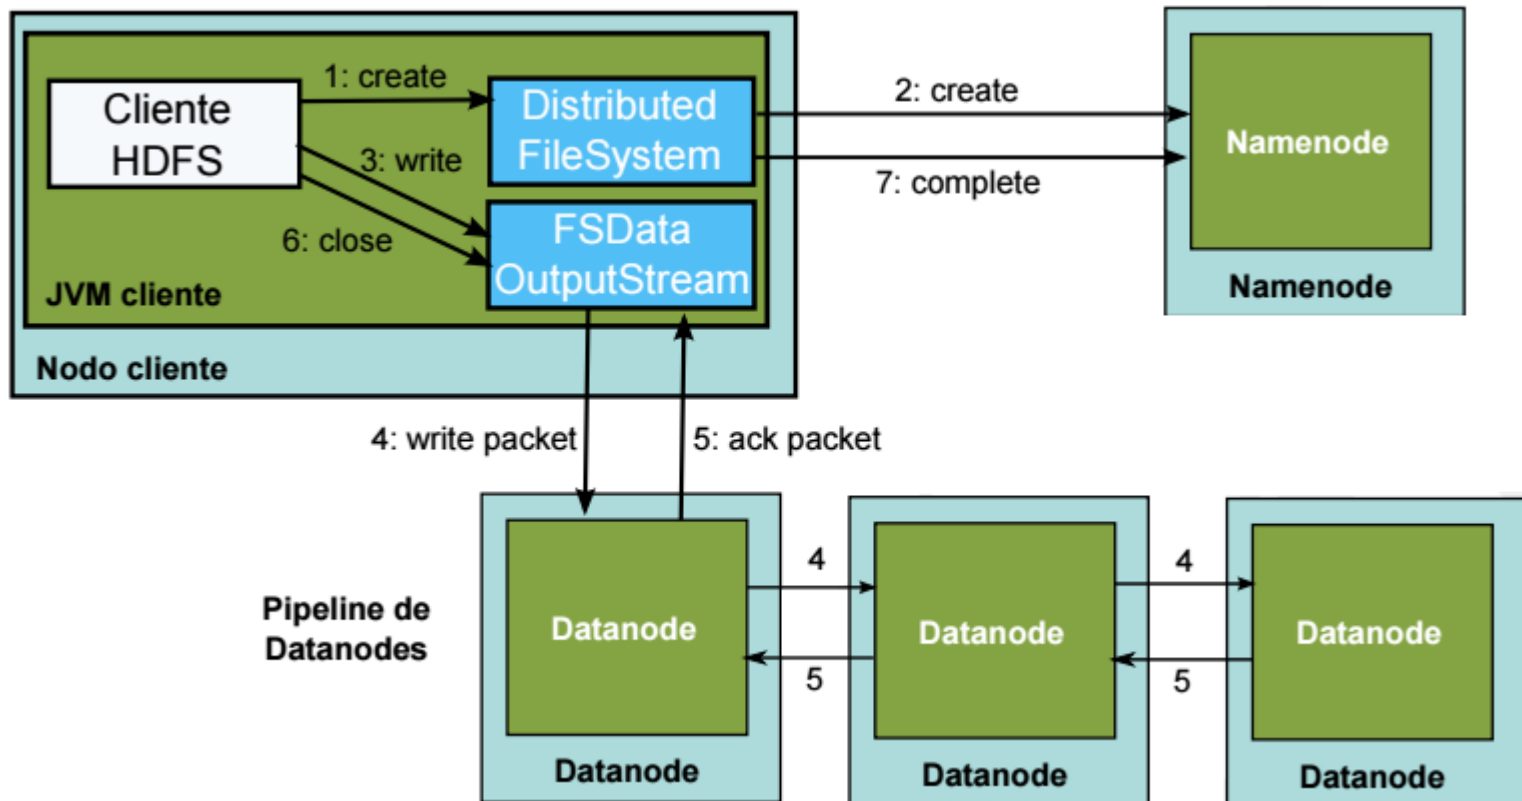 Cliente
HDFS
1: create
Distributed
FileSystem
3: write
6: close
FSData
OutputStream
JVM cliente
Nodo cliente
2: create
7: complete
Namenode
Namenode
4: write packet
5: ack packet
Pipeline de
Datanodes
Datanode
Datanode
4
5
Datanode
Datanode
4
5
Datanode
Datanode